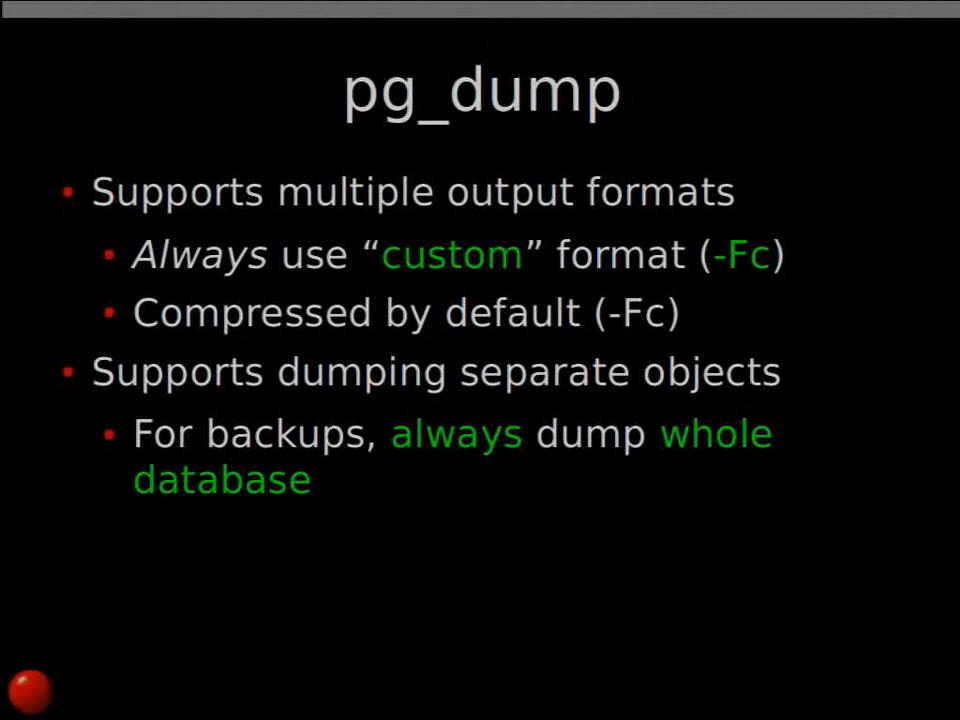 pg_dump
Supports multiple output formats
Always use “custom” format (-Fc)
Compressed by default (-Fc)
Supports dumping separate objects
For backups, always dump whole
database